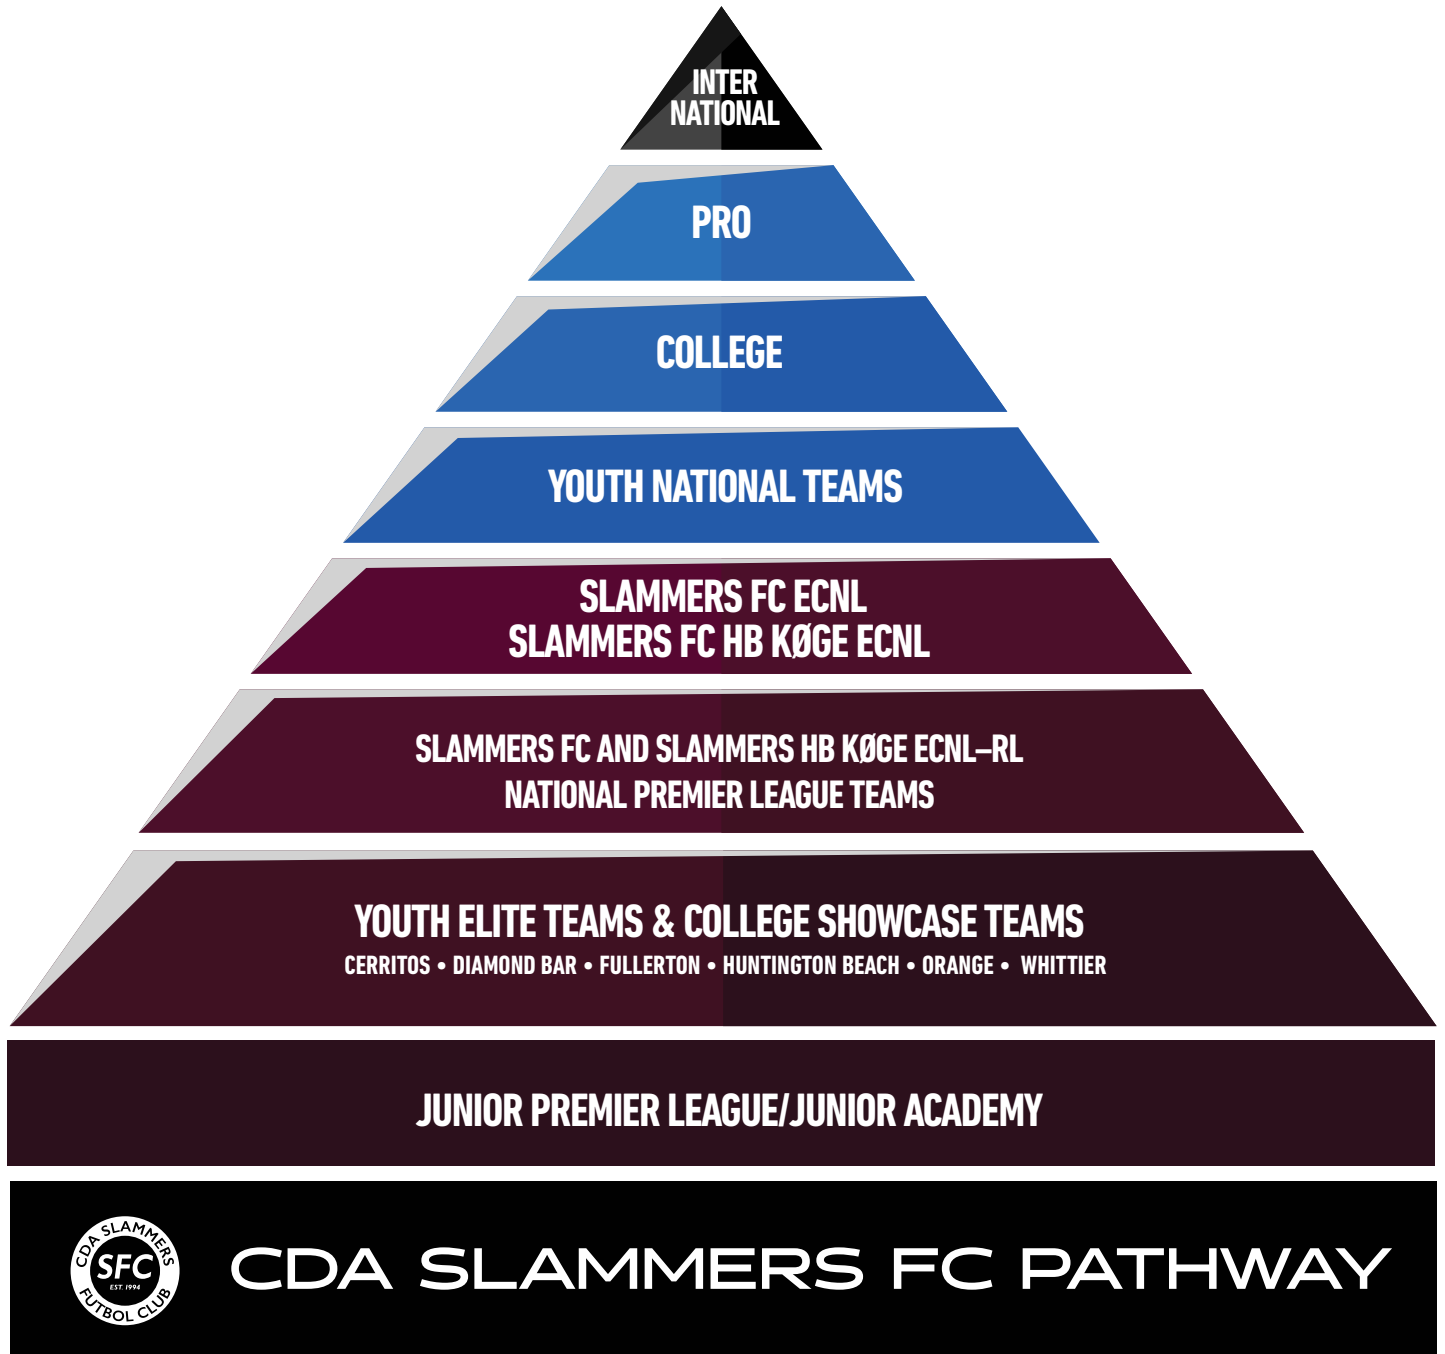 INTER
NATIONAL
PRO
COLLEGE
YOUTH NATIONAL TEAMS
SLAMMERS FC ECNL
SLAMMERS FC HB KØGE ECNL
SLAMMERS FC AND SLAMMERS HB KØGE ECNL–RL
NATIONAL PREMIER LEAGUE TEAMS
YOUTH ELITE TEAMS & COLLEGE SHOWCASE TEAMS
CERRITOS • DIAMOND BAR • FULLERTON • HUNTINGTON BEACH • ORANGE • WHITTIER
JUNIOR PREMIER LEAGUE/JUNIOR ACADEMY
CDA SLAMMERS
SFC
EST. 1994
FUTBOL CLUB
CDA SLAMMERS FC PATHWAY